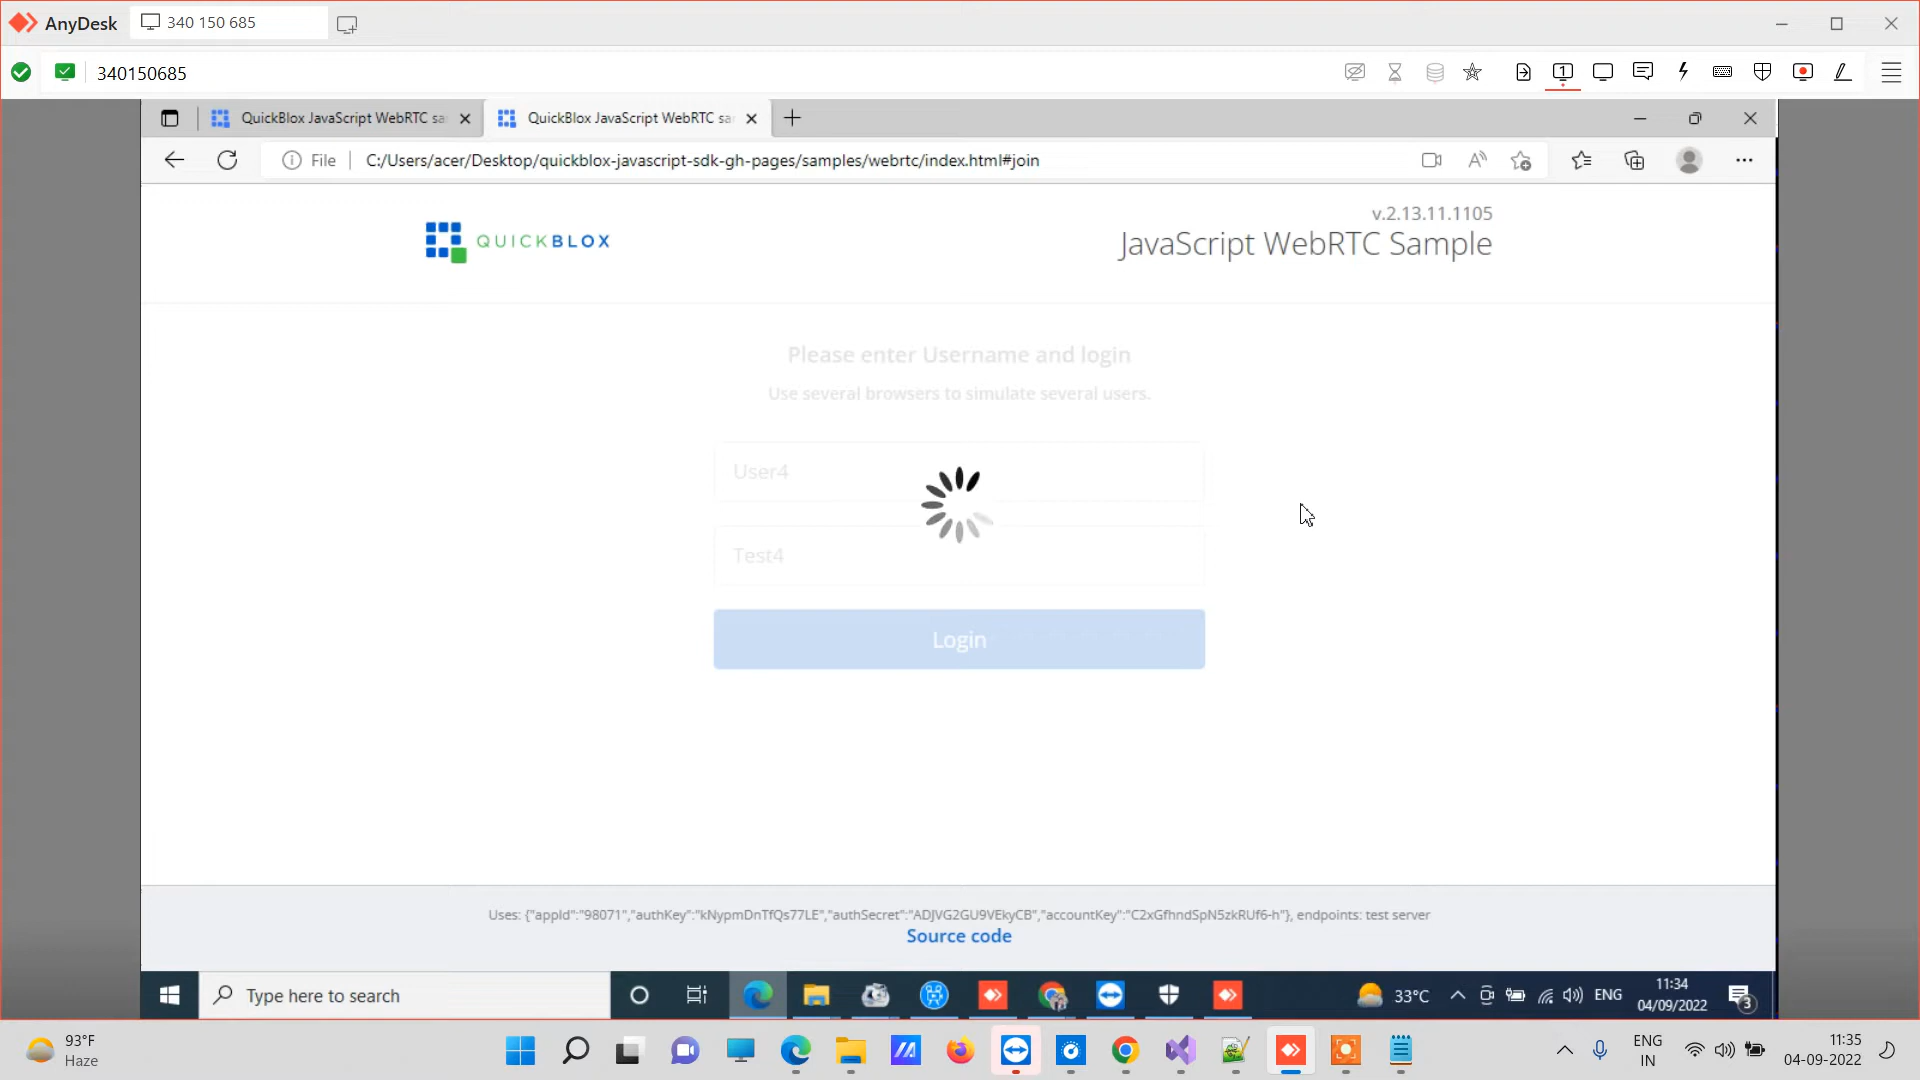 AnyDesk
340 150 685
340150685
1
QuickBlox JavaScript WebRTC sa
QuickBlox JavaScript WebRTC sa
File
C:/Users/acer/Desktop/quickblox-javascript-sdk-gh-pages/samples/webrtc/index.html#join
QUICKBLOX
v.2.13.11.1105
JavaScript WebRTC Sample
Please enter Username and login
Use several browsers to simulate several users.
User4
Test4
Login
Uses: {"appId":"98071","authKey":"kNypmDnTfQs77LE","authSecret":"ADJVG2GU9VEkyCB","accountKey":"C2xGfhndSpN5zkRUf6-h"}, endpoints: test server
Source code
Type here to search
33°C
ENG
11:34
04/09/2022
3
93°F
Haze
ENG
IN
11:35
04-09-2022